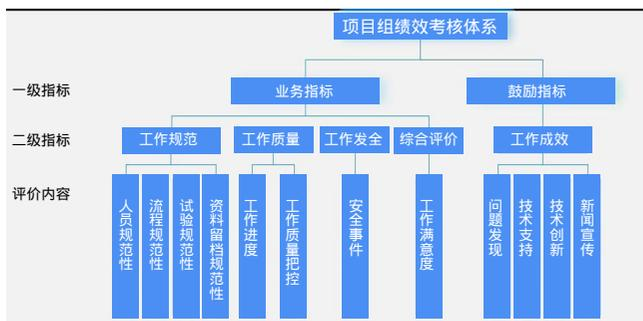 项目组绩效考核体系
一级指标
业务指标
鼓励指标
二级指标
工作规范
工作质量
工作发全
综合评价
工作成效
评价内容
人员规范性
流程规范性
试验规范性
资料留档规范性
工作进度
工作质量把控
安全事件
工作满意度
问题发现
技术支持
技术创新
新闻宣传